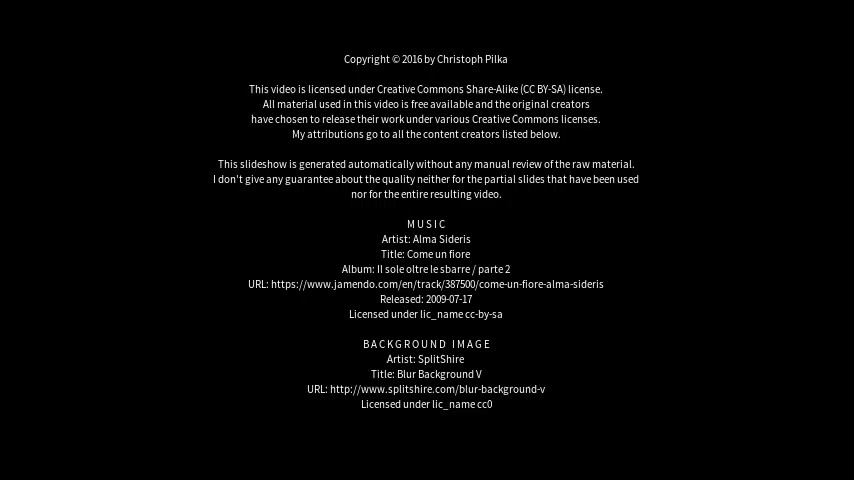 Copyright © 2016 by Christoph Pilka
This video is licensed under Creative Commons Share-Alike (CC BY-SA) license.
All material used in this video is free available and the original creators
have chosen to release their work under various Creative Commons licenses.
My attributions go to all the content creators listed below.
This slideshow is generated automatically without any manual review of the raw material.
I don't give any guarantee about the quality neither for the partial slides that have been used
nor for the entire resulting video.
MUSIC
Artist: Alma Sideris
Title: Come un fiore
Album: Il sole oltre le sbarre / parte 2
URL: https://www.jamendo.com/en/track/387500/come-un-fiore-alma-sideris
Released: 2009-07-17
Licensed under lic_name cc-by-sa
BACKGROUND IMAGE
Artist: SplitShire
Title: Blur Background V
URL: http://www.splitshire.com/blur-background-v
Licensed under lic_name cc0